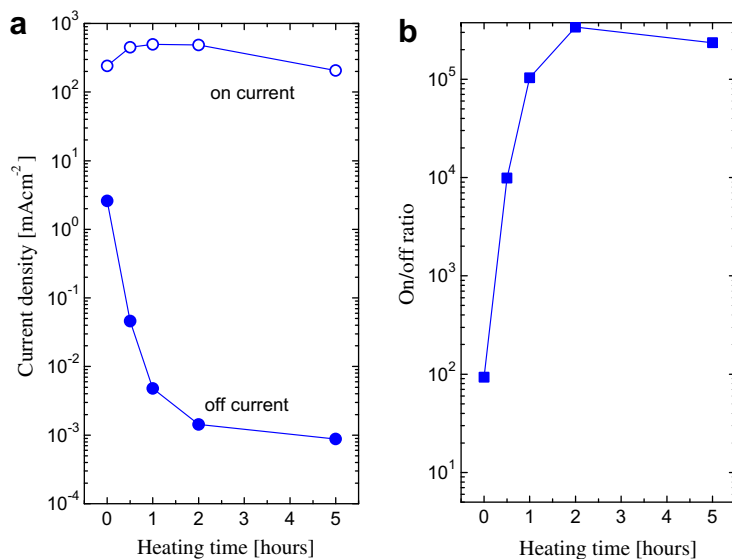 a
10^3
10^2
10^1
10^0
10^-1
10^-2
10^-3
10^-4
Current density [mAcm^-2]
on current
off current
0 1 2 3 4 5
Heating time [hours]
b
10^5
10^4
10^3
10^2
10^1
On/off ratio
0 1 2 3 4 5
Heating time [hours]